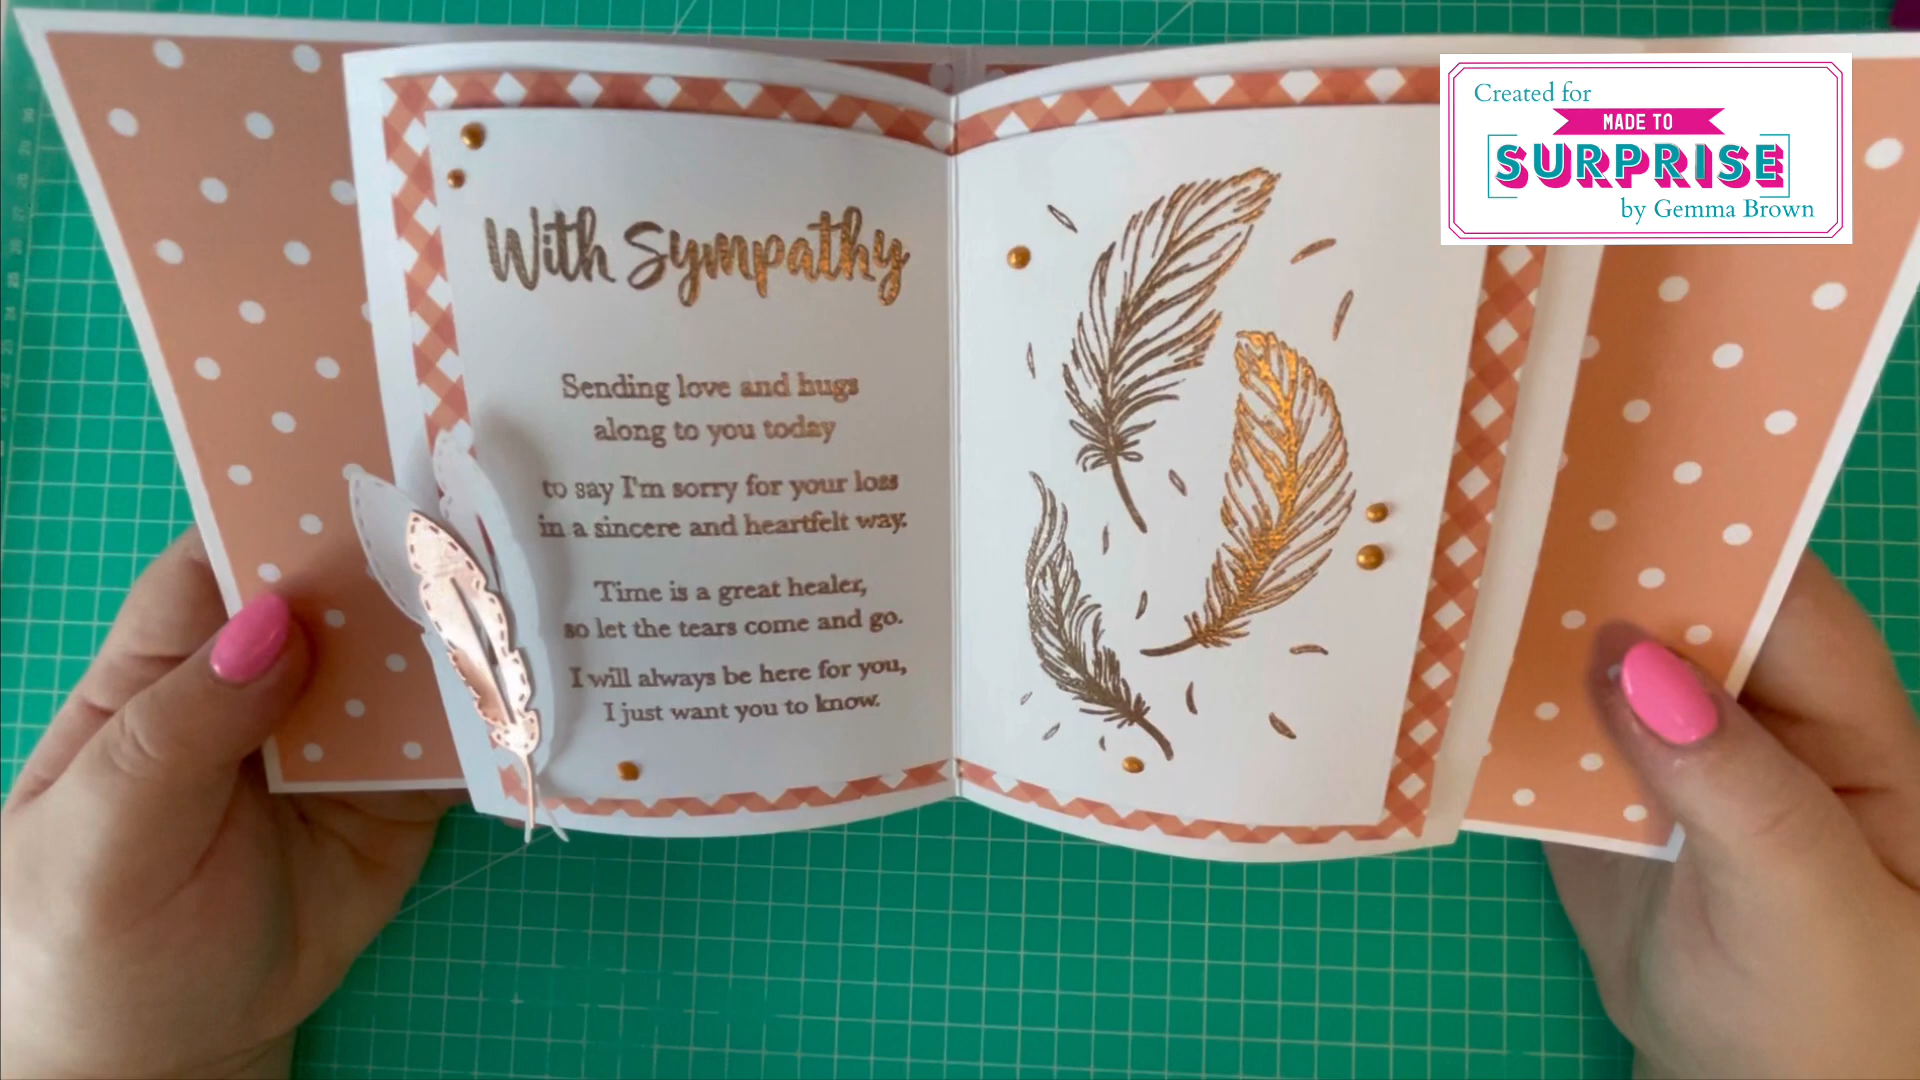 With Sympathy
Sending love and hugs
along to you today
to say I'm sorry for your loss
in a sincere and heartfelt way.
Time is a great healer,
so let the tears come and go.
I will always be here for you,
I just want you to know.
Created for
MADE TO
SURPRISE
by Gemma Brown